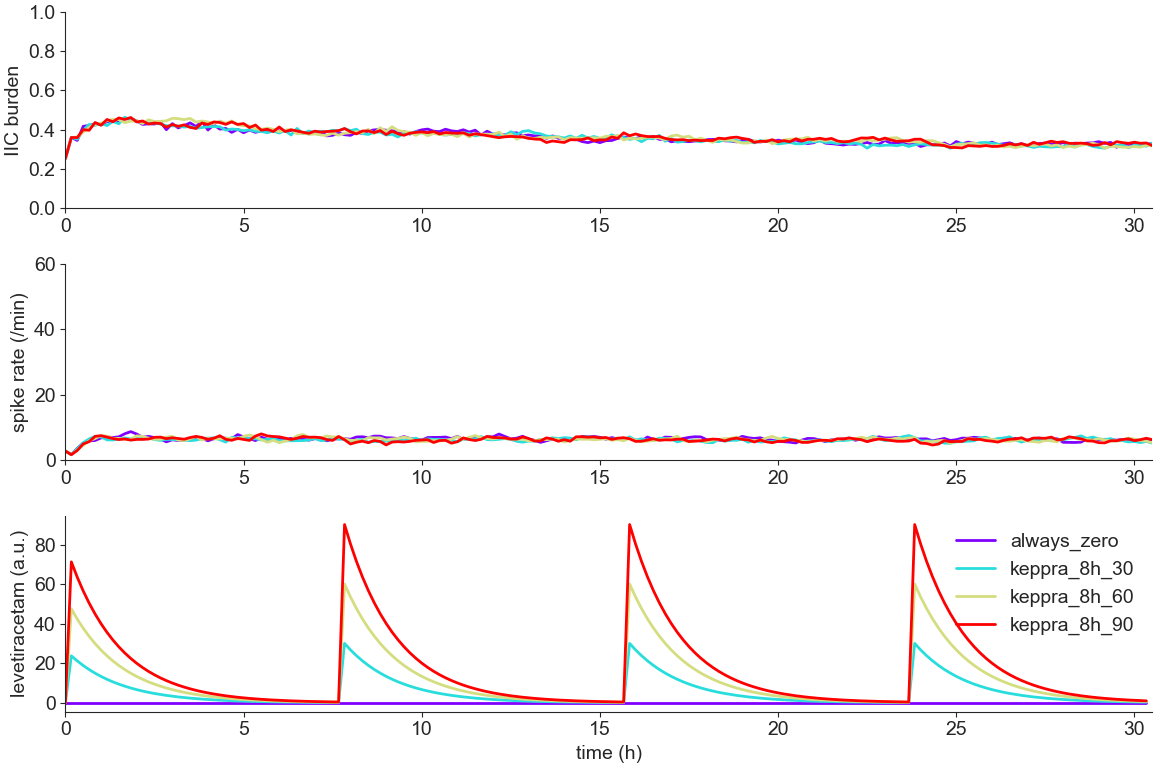 IIC burden
1.0
0.8
0.6
0.4
0.2
0.0
0 5 10 15 20 25 30
spike rate (/min)
60
40
20
0
0 5 10 15 20 25 30
levetiracetam (a.u.)
80
60
40
20
0
always_zero
keppra_8h_30
keppra_8h_60
keppra_8h_90
0 5 10 15 20 25 30
time (h)